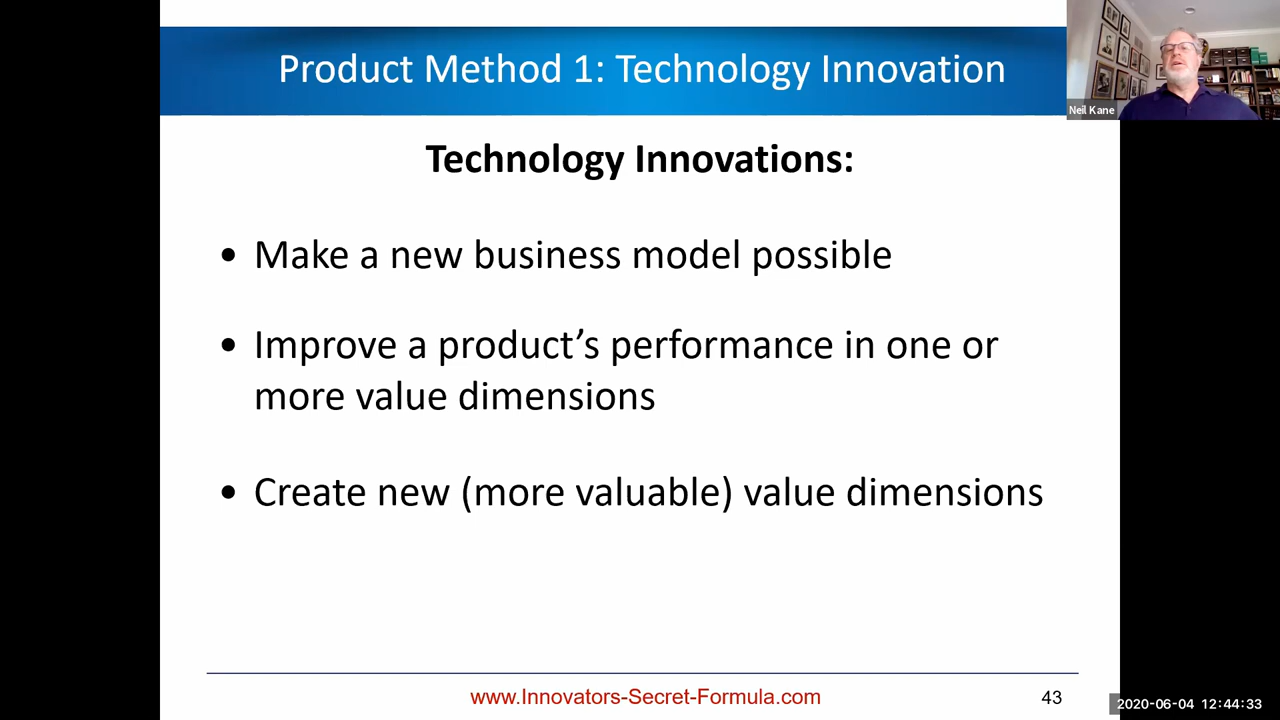 Product Method 1: Technology Innovation
Neil Kane
Technology Innovations:
• Make a new business model possible
• Improve a product’s performance in one or
more value dimensions
• Create new (more valuable) value dimensions
www.Innovators-Secret-Formula.com
43
2020-06-04 12:44:33